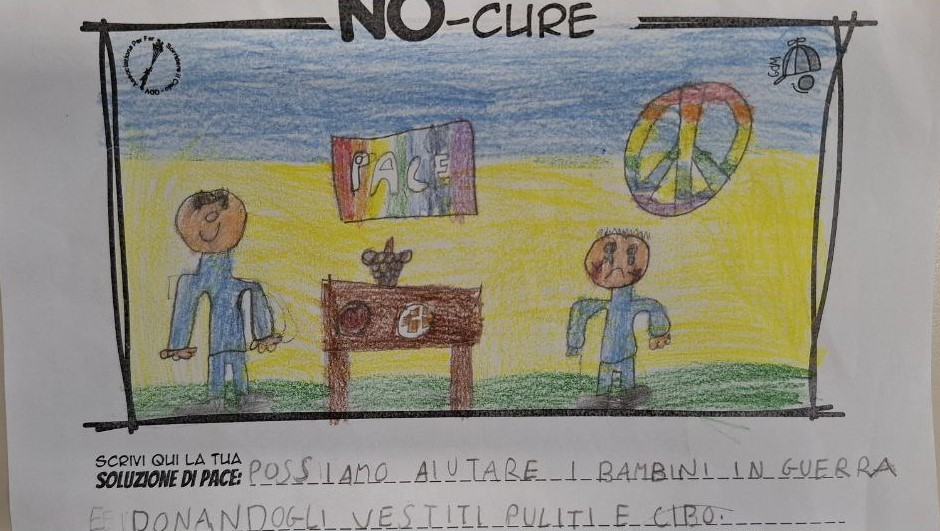 NO-CURE
GDM
PACE
SCRIVI QUI LA TUA
SOLUZIONE DI PACE: POSSIAMO AIUTARE I BAMBINI IN GUERRA
DONANDOGLI VESTITI PULITI E CIBO.